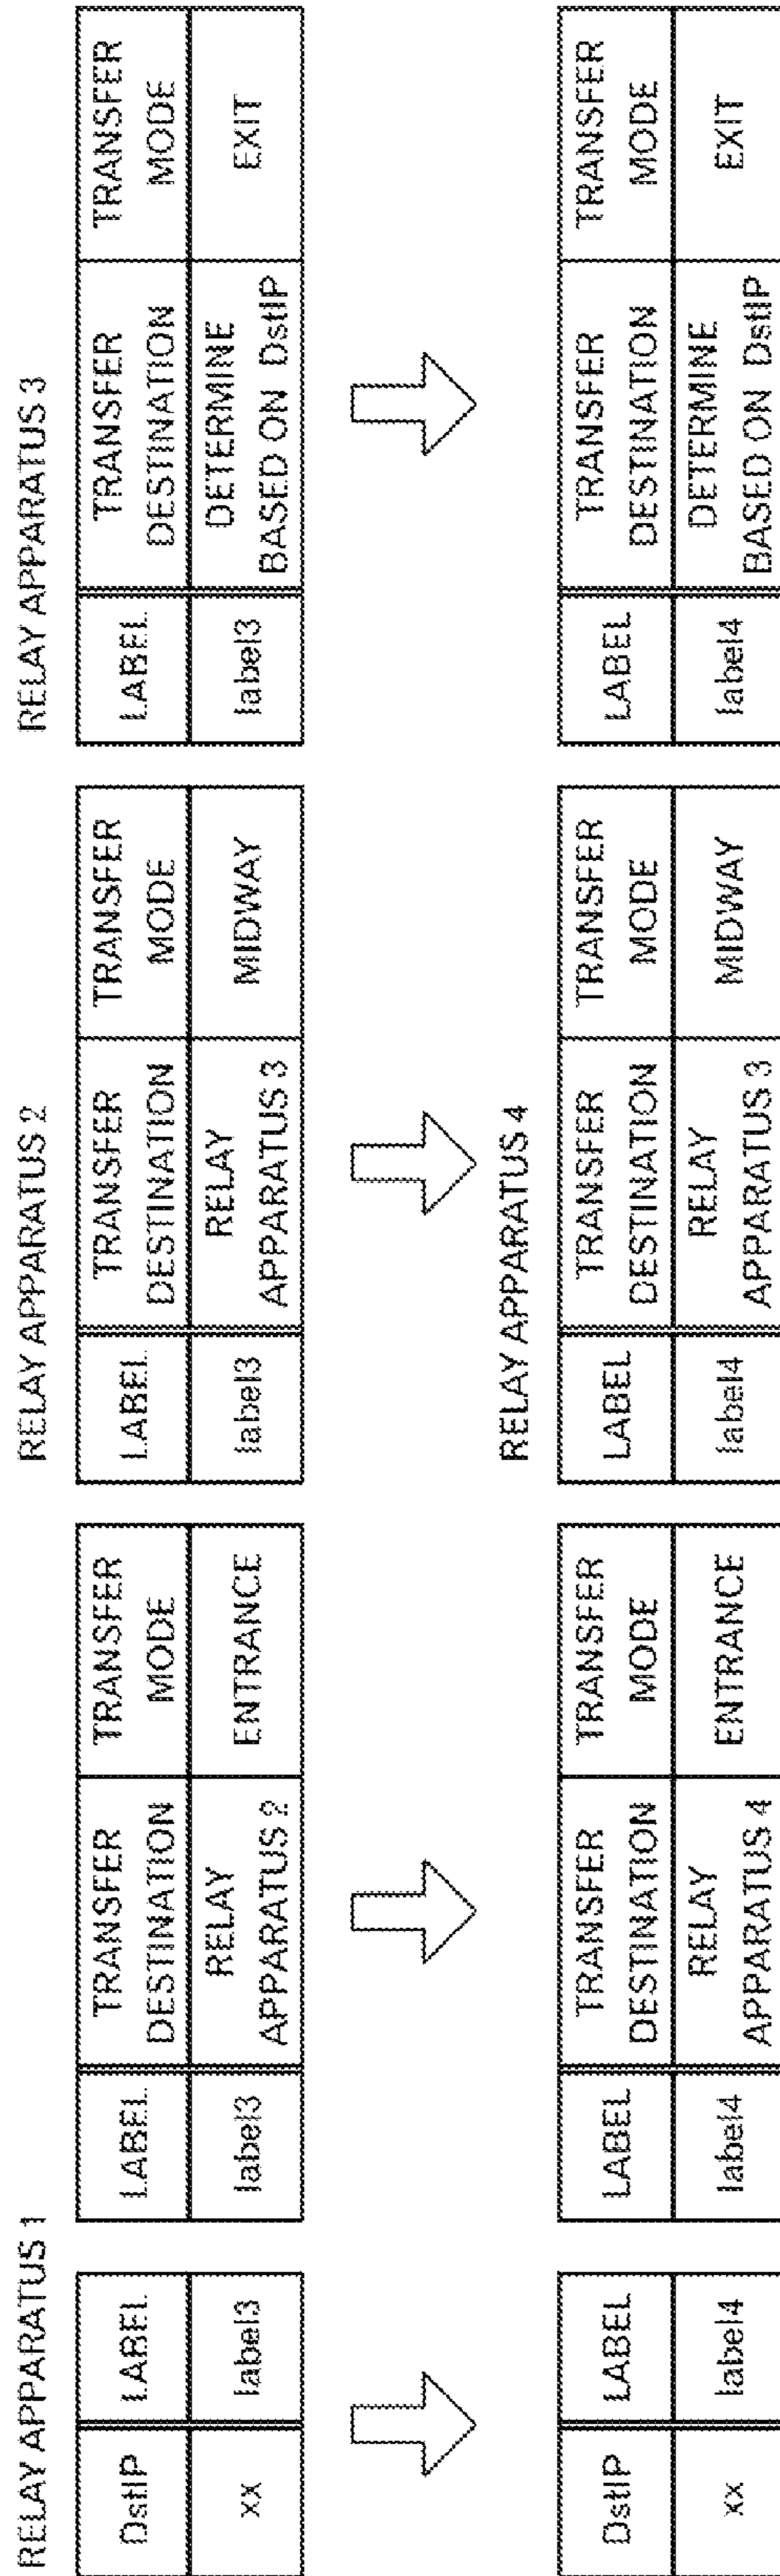 RELAY APPARATUS 1
DstIP LABEL
xx label3
LABEL TRANSFER DESTINATION TRANSFER MODE
label3 RELAY APPARATUS 2 ENTRANCE
RELAY APPARATUS 2
LABEL TRANSFER DESTINATION TRANSFER MODE
label3 RELAY APPARATUS 3 MIDWAY
RELAY APPARATUS 3
LABEL TRANSFER DESTINATION TRANSFER MODE
label3 DETERMINE BASED ON DstIP EXIT
DstIP LABEL
xx label4
LABEL TRANSFER DESTINATION TRANSFER MODE
label4 RELAY APPARATUS 4 ENTRANCE
RELAY APPARATUS 4
LABEL TRANSFER DESTINATION TRANSFER MODE
label4 RELAY APPARATUS 3 MIDWAY
LABEL TRANSFER DESTINATION TRANSFER MODE
label4 DETERMINE BASED ON DstIP EXIT